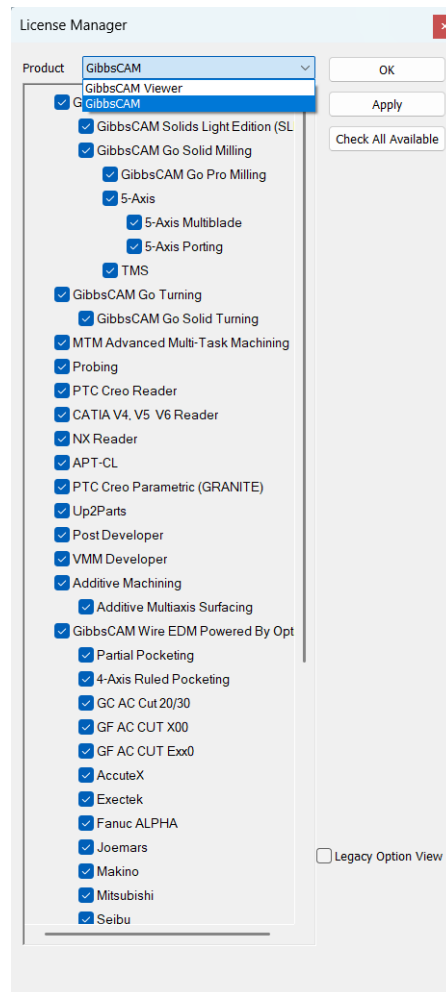 License Manager
Product GibbsCAM
OK
GibbsCAM Viewer
GibbsCAM
Apply
Check All Available
GibbsCAM Solids Light Edition (SL
GibbsCAM Go Solid Milling
GibbsCAM Go Pro Milling
5-Axis
5-Axis Multiblade
5-Axis Porting
TMS
GibbsCAM Go Turning
GibbsCAM Go Solid Turning
MTM Advanced Multi-Task Machining
Probing
PTC Creo Reader
CATIA V4, V5 V6 Reader
NX Reader
APT-CL
PTC Creo Parametric (GRANITE)
Up2Parts
Post Developer
VMM Developer
Additive Machining
Additive Multiaxis Surfacing
GibbsCAM Wire EDM Powered By Opt
Partial Pocketing
4-Axis Ruled Pocketing
GC AC Cut 20/30
GF AC CUT X00
GF AC CUT Exx0
AccuteX
Exectek
Fanuc ALPHA
Joemars
Legacy Option View
Makino
Mitsubishi
Seibu